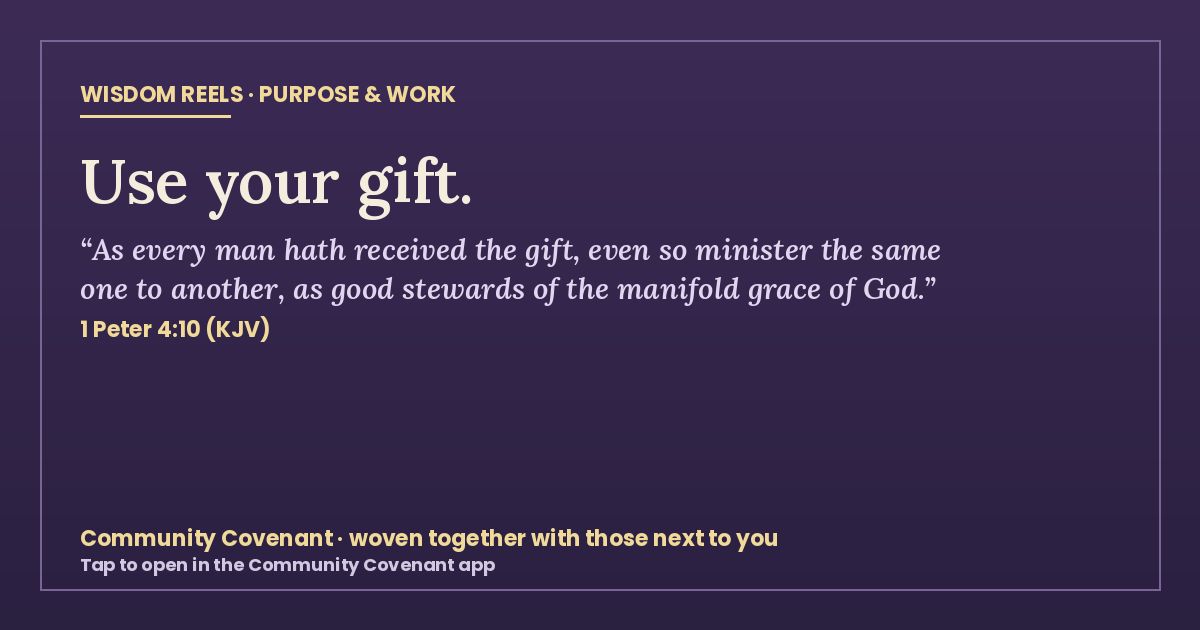 WISDOM REELS · PURPOSE & WORK
Use your gift.
“As every man hath received the gift, even so minister the same
one to another, as good stewards of the manifold grace of God.”
1 Peter 4:10 (KJV)
Community Covenant · woven together with those next to you
Tap to open in the Community Covenant app